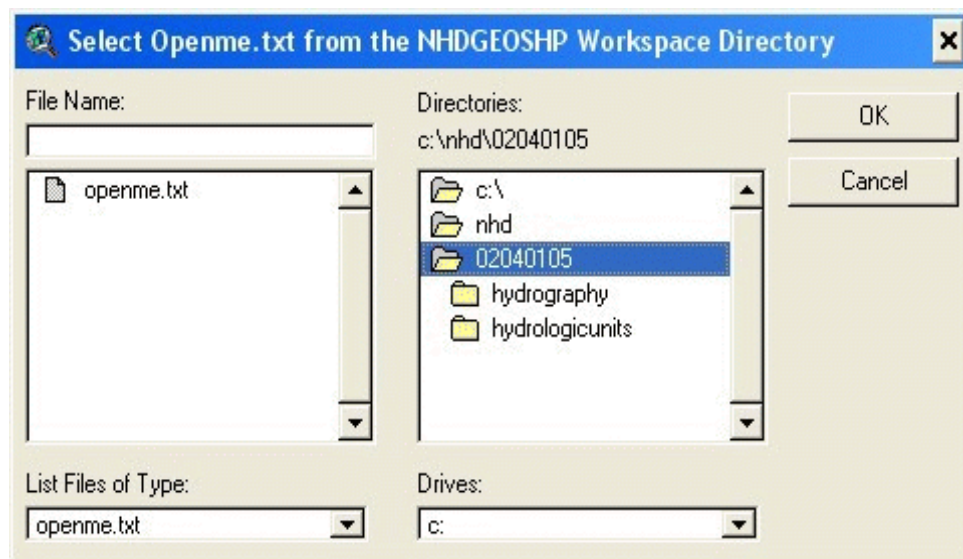 Select Openme.txt from the NHDGEOSHP Workspace Directory
File Name:
openme.txt
List Files of Type:
openme.txt
Directories:
c:\nhd\02040105
c:\
nhd
02040105
hydrography
hydrologicunits
Drives:
c:
OK
Cancel